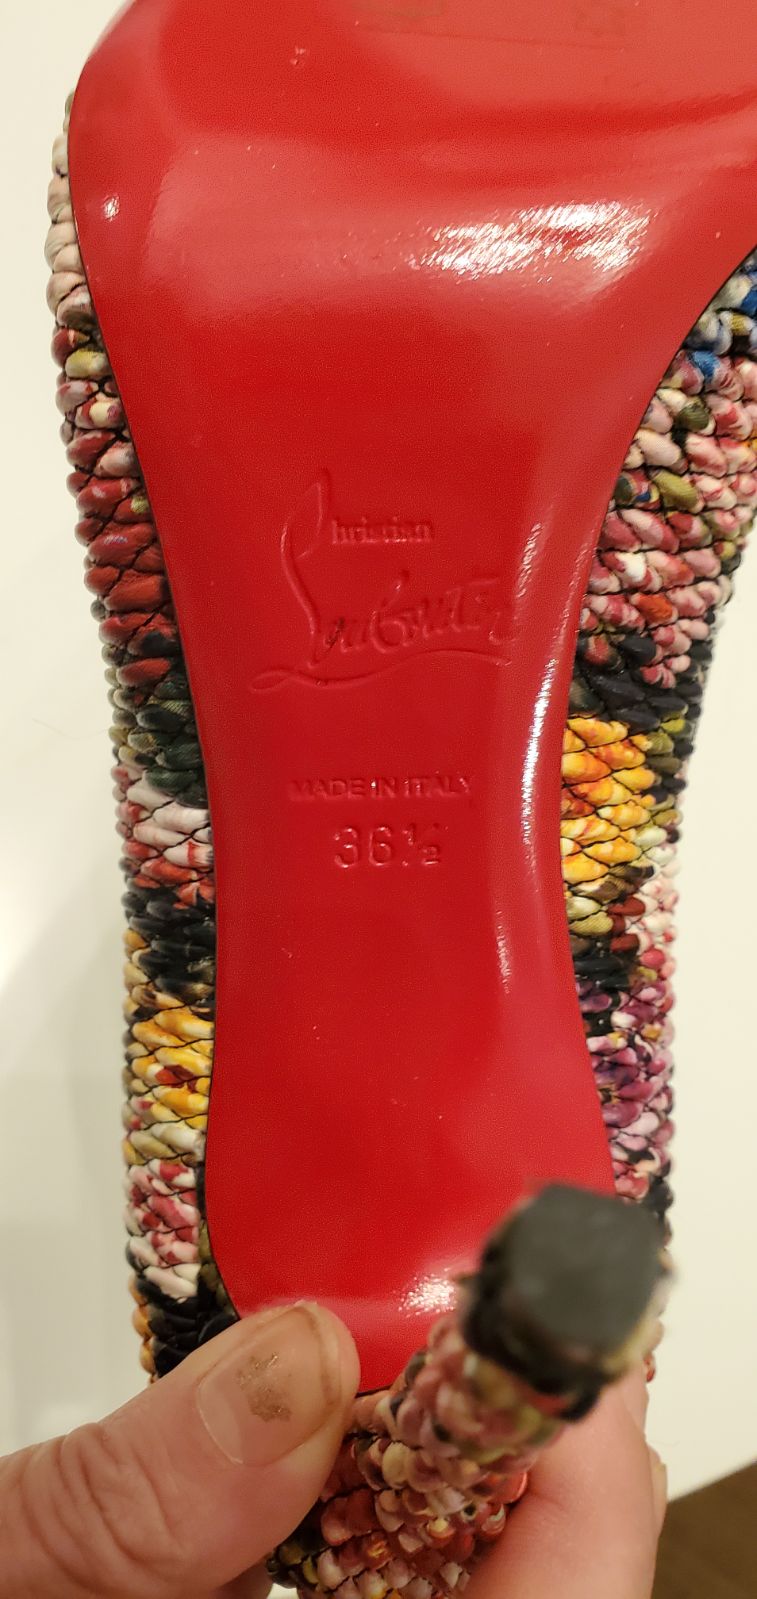 Christian
Louboutin
MADE IN ITALY
36½